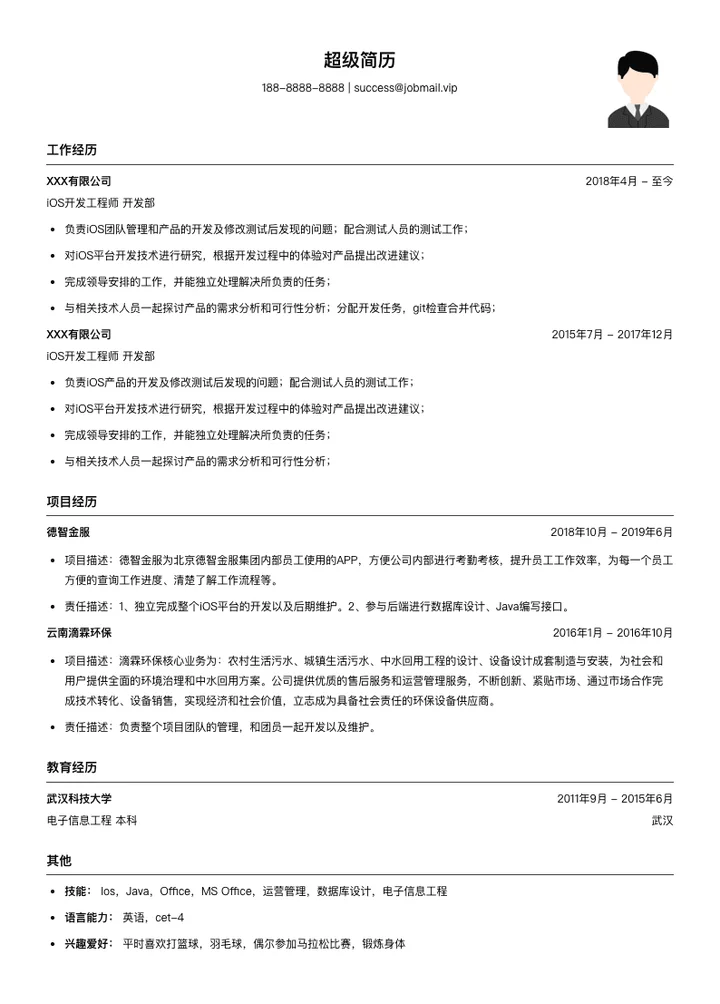 超级简历
188-8888-8888 | success@jobmail.vip
工作经历
XXX有限公司 2018年4月 – 至今
iOS开发工程师 开发部
• 负责iOS团队管理和产品的开发及修改测试后发现的问题；配合测试人员的测试工作；
• 对iOS平台开发技术进行研究，根据开发过程中的体验对产品提出改进建议；
• 完成领导安排的工作，并能独立处理解决所负责的任务；
• 与相关技术人员一起探讨产品的需求分析和可行性分析；分配开发任务，git检查合并代码；
XXX有限公司 2015年7月 – 2017年12月
iOS开发工程师 开发部
• 负责iOS产品的开发及修改测试后发现的问题；配合测试人员的测试工作；
• 对iOS平台开发技术进行研究，根据开发过程中的体验对产品提出改进建议；
• 完成领导安排的工作，并能独立处理解决所负责的任务；
• 与相关技术人员一起探讨产品的需求分析和可行性分析；
项目经历
德智金服 2018年10月 – 2019年6月
• 项目描述：德智金服为北京德智金服集团内部员工使用的APP，方便公司内部进行考勤考核，提升员工工作效率，为每一个员工
方便的查询工作进度、清楚了解工作流程等。
• 责任描述：1、独立完成整个iOS平台的开发以及后期维护。2、参与后端进行数据库设计、Java编写接口。
云南滴霖环保 2016年1月 – 2016年10月
• 项目描述：滴霖环保核心业务为：农村生活污水、城镇生活污水、中水回用工程的设计、设备设计成套制造与安装，为社会和
用户提供全面的环境治理和中水回用方案。公司提供优质的售后服务和运营管理服务，不断创新、紧贴市场、通过市场合作完
成技术转化、设备销售，实现经济和社会价值，立志成为具备社会责任的环保设备供应商。
• 责任描述：负责整个项目团队的管理，和团员一起开发以及维护。
教育经历
武汉科技大学 2011年9月 – 2015年6月
电子信息工程 本科 武汉
其他
• 技能： Ios，Java，Office，MS Office，运营管理，数据库设计，电子信息工程
• 语言能力： 英语，cet-4
• 兴趣爱好： 平时喜欢打篮球，羽毛球，偶尔参加马拉松比赛，锻炼身体